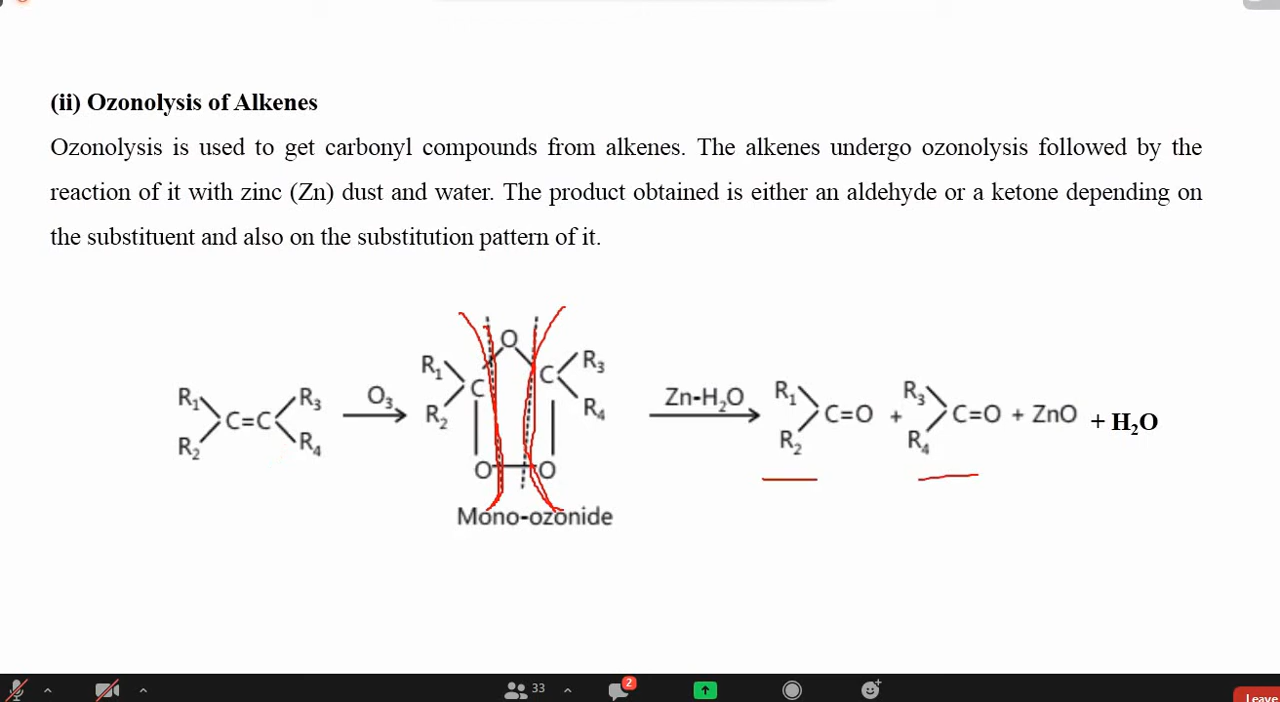 (ii) Ozonolysis of Alkenes
Ozonolysis is used to get carbonyl compounds from alkenes. The alkenes undergo ozonolysis followed by the
reaction of it with zinc (Zn) dust and water. The product obtained is either an aldehyde or a ketone depending on
the substituent and also on the substitution pattern of it.
R₁ R₂ C=C R₃ R₄
O₃
R₁ R₂ C O C R₃ R₄
O O
Mono-ozonide
Zn-H₂O
R₁ R₂ C=O + R₃ R₄ C=O + ZnO + H₂O
33
2
Leave